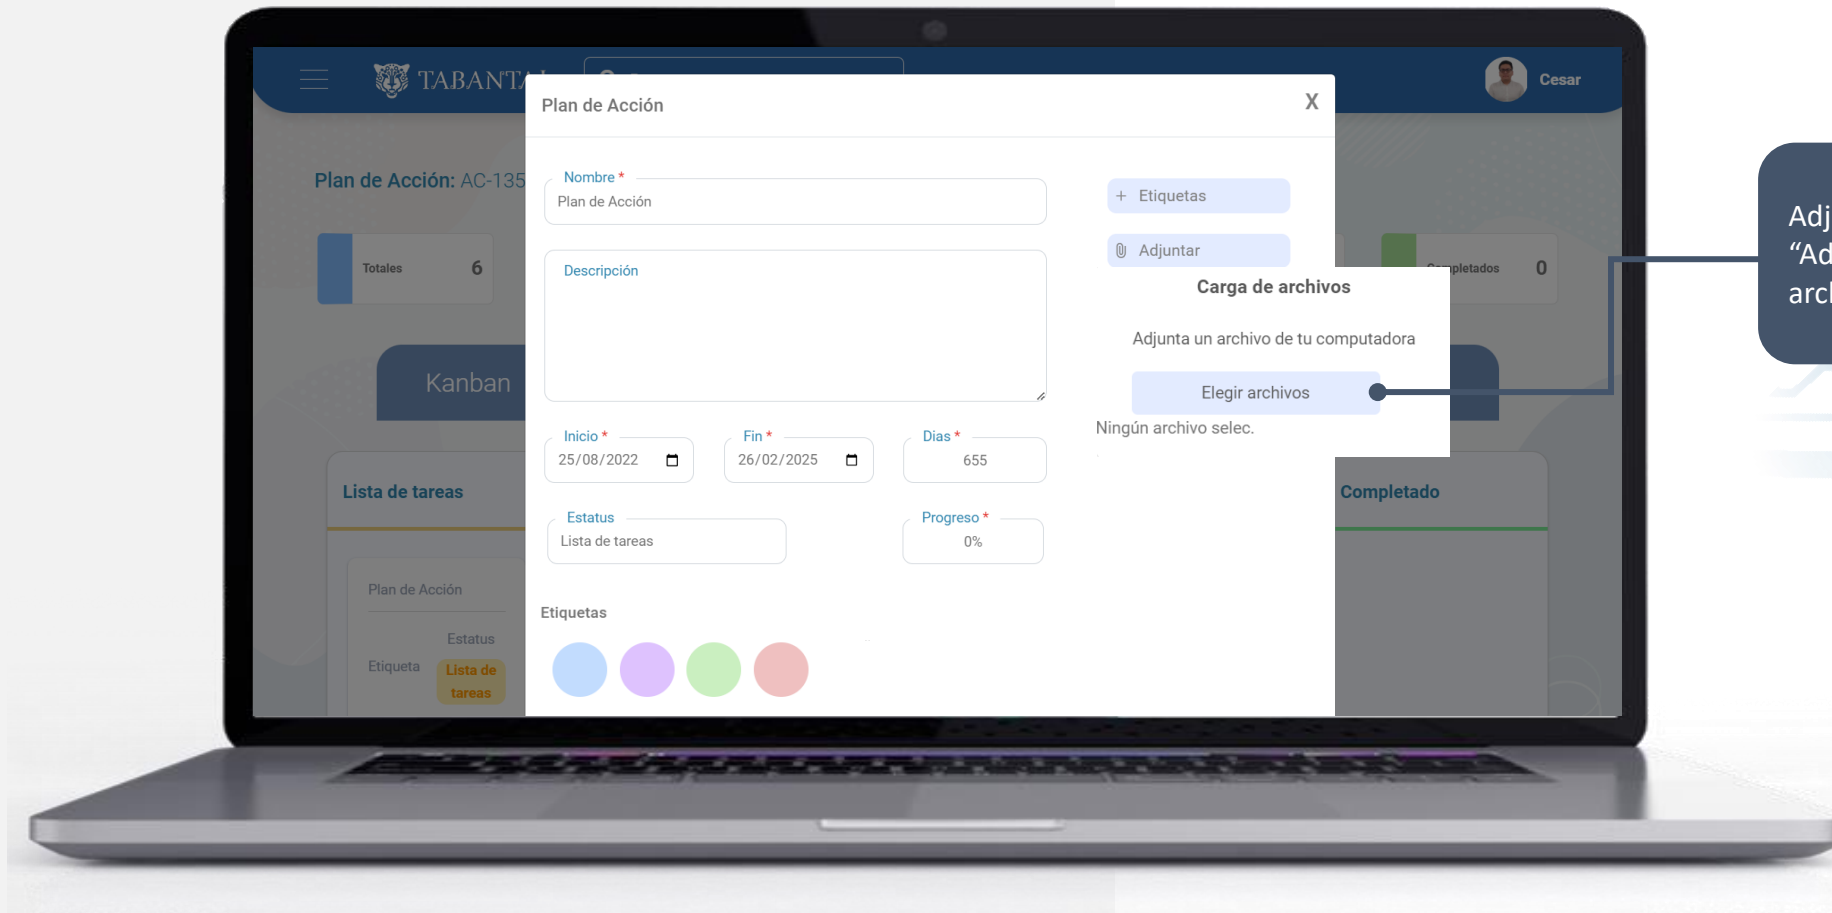 TABANTA
Cesar
Plan de Acción
X
Plan de Acción: AC-135
Nombre *
Plan de Acción
+ Etiquetas
Adjuntar
Totales 6
Completados 0
Descripción
Carga de archivos
Adjunta un archivo de tu computadora
Elegir archivos
Ningún archivo selec.
Kanban
Inicio *
25/08/2022
Fin *
26/02/2025
Dias *
655
Lista de tareas
Completado
Estatus
Lista de tareas
Progreso *
0%
Plan de Acción
Estatus
Etiqueta
Lista de
tareas
Etiquetas
Adj
“Ad